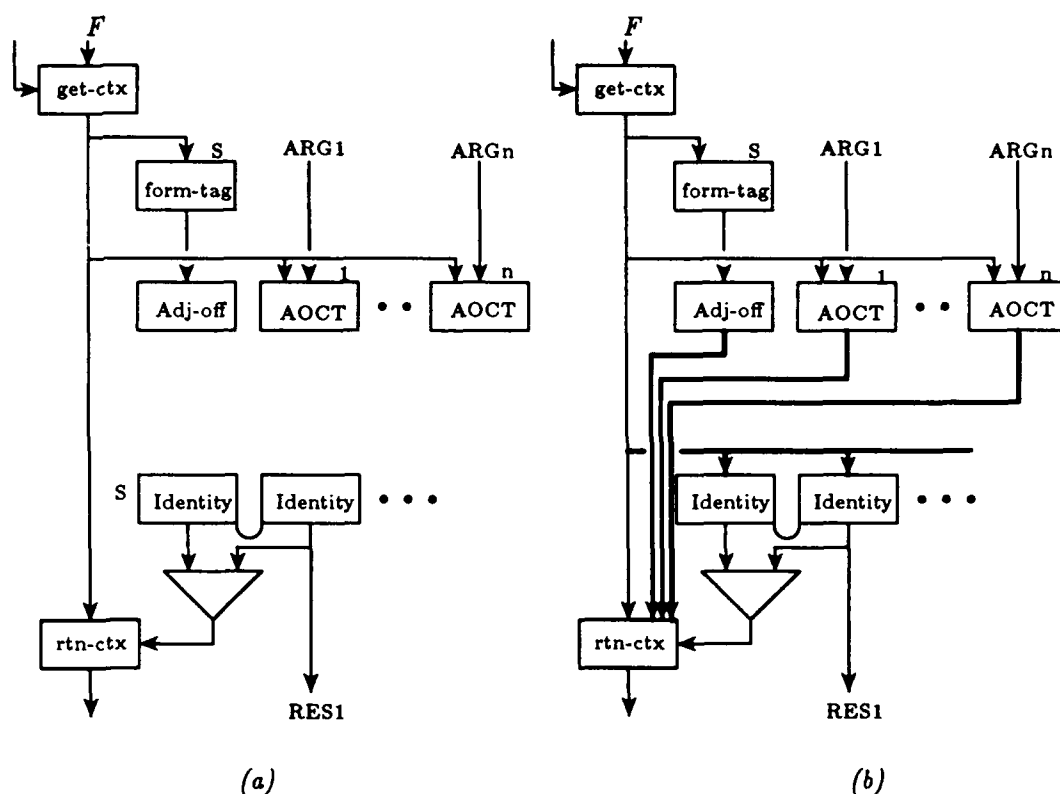 F
get-ctx
S
ARG1
ARGn
form-tag
1
n
Adj-off
AOCT
• •
AOCT
S
Identity
Identity
• • •
rtn-ctx
RES1
(a)
F
get-ctx
S
ARG1
ARGn
form-tag
1
n
Adj-off
AOCT
• •
AOCT
Identity
Identity
• • •
rtn-ctx
RES1
(b)